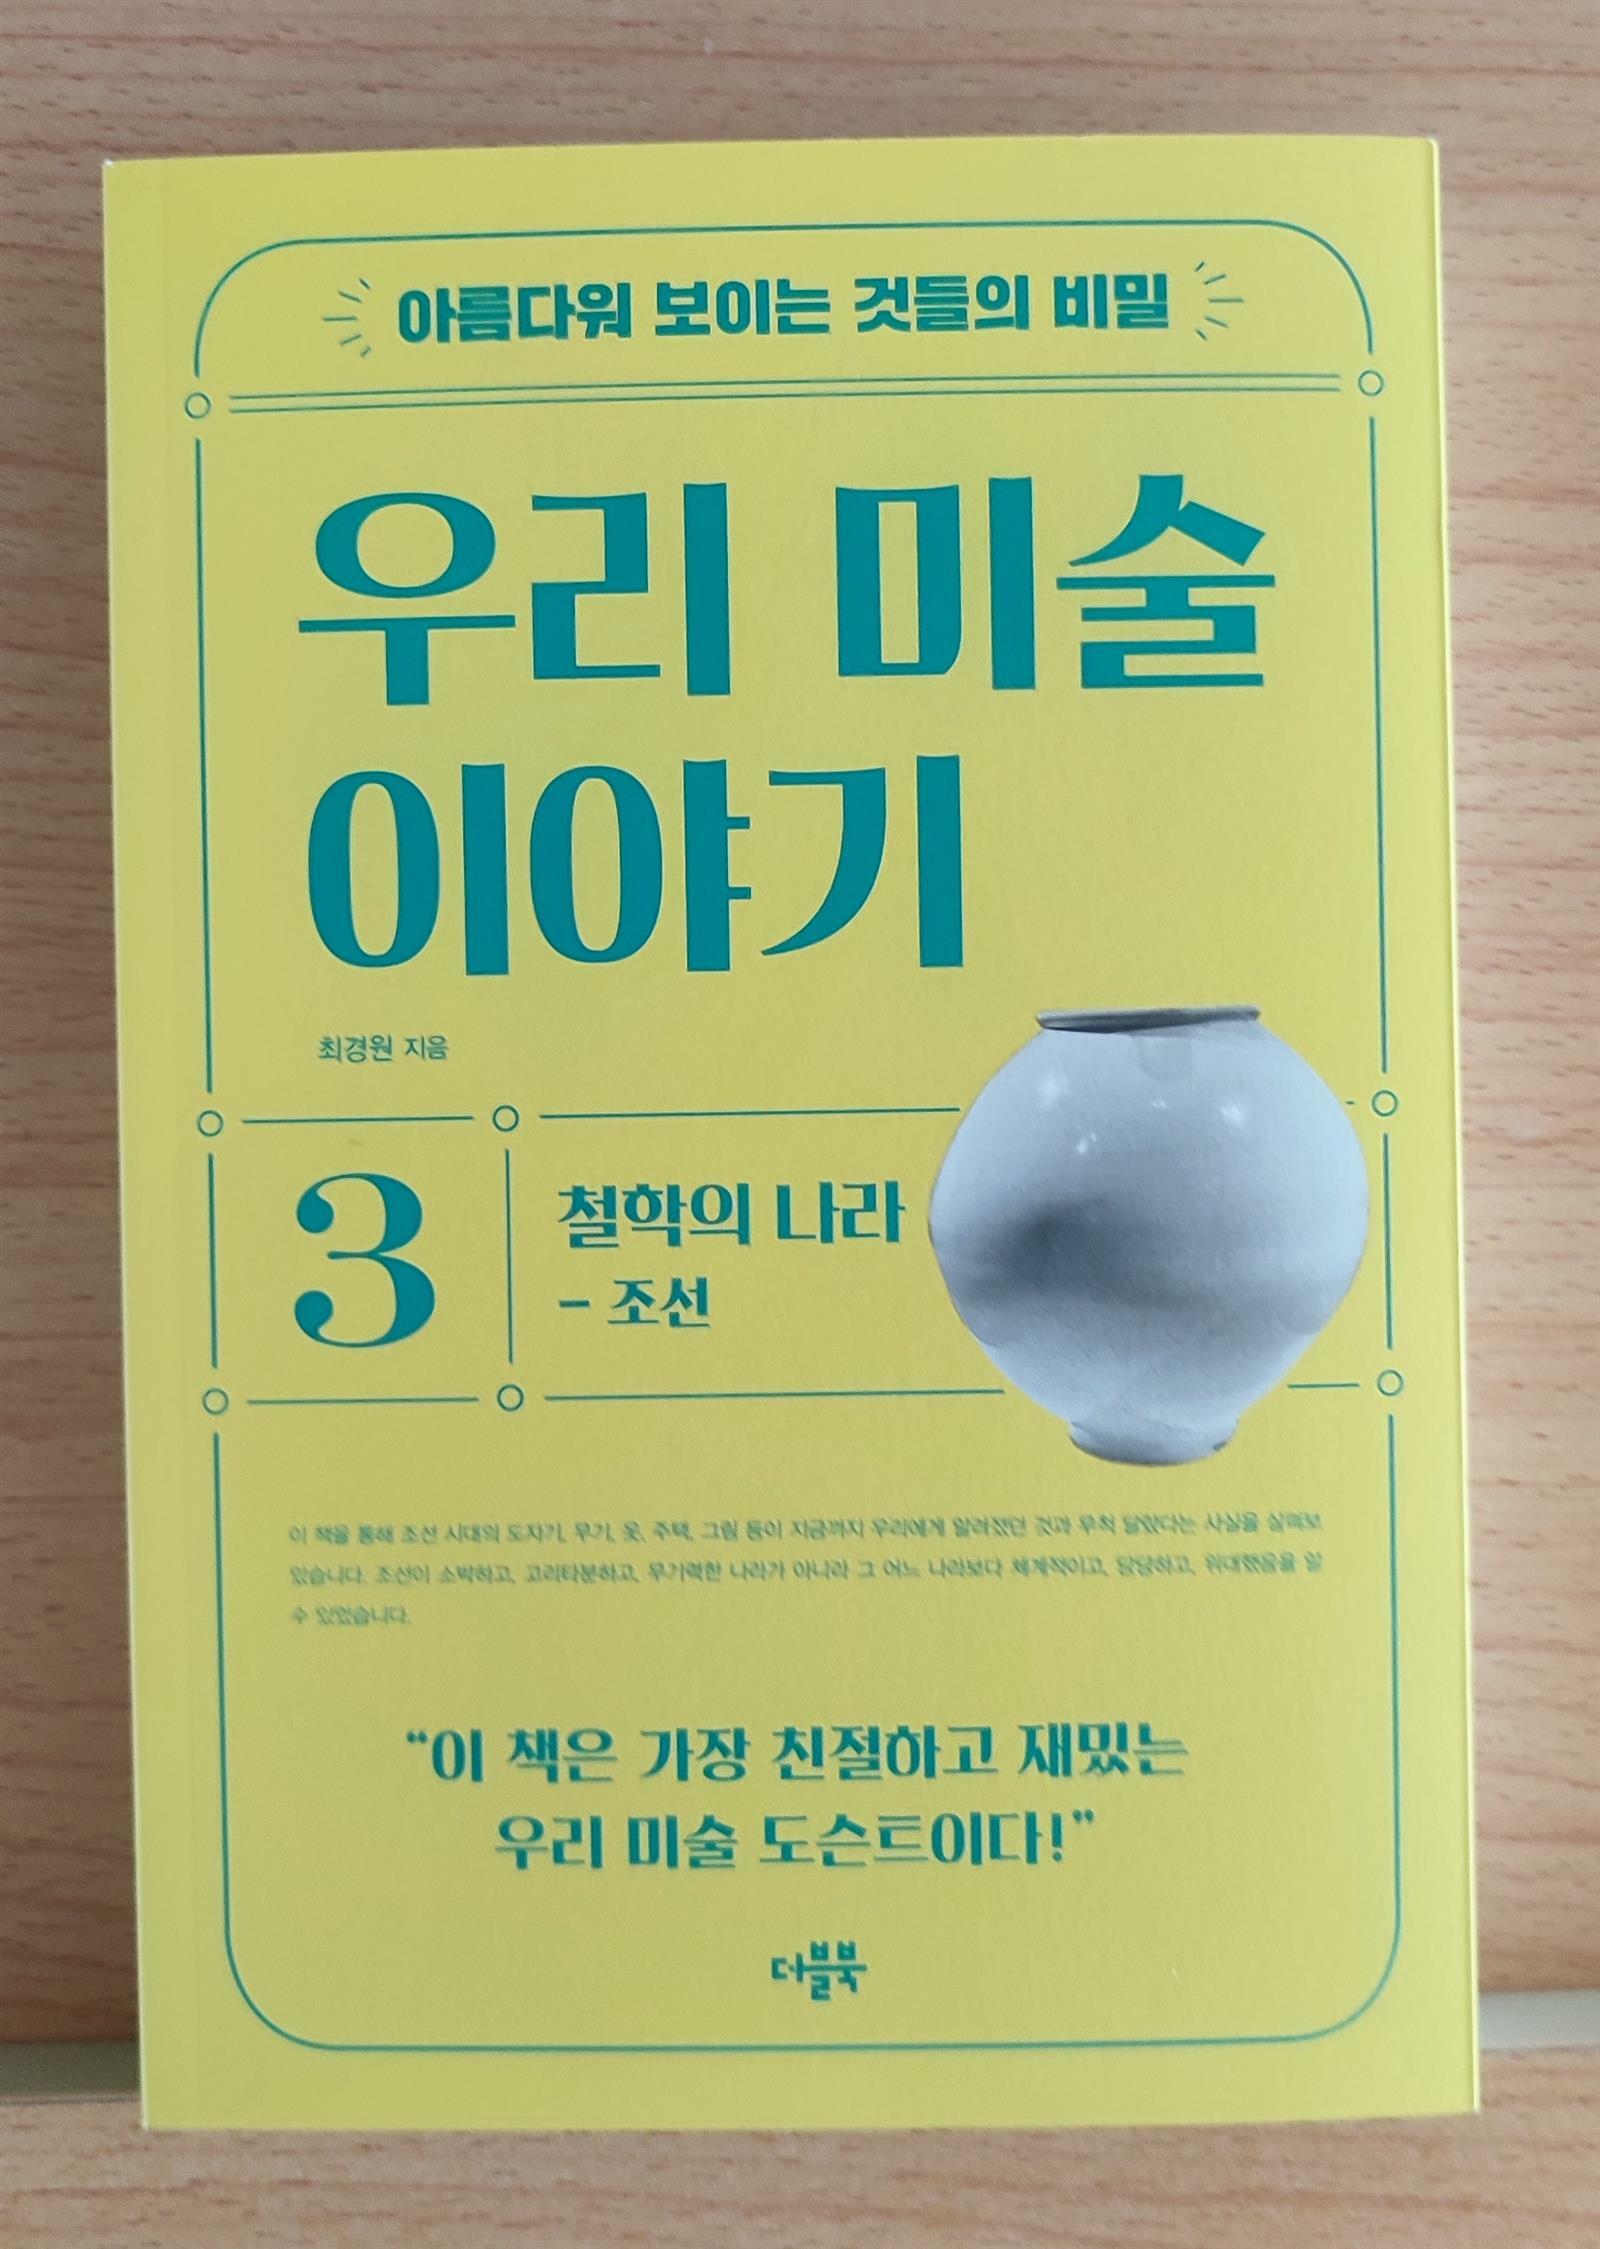 아름다워 보이는 것들의 비밀
우리 미술
이야기
최경원 지음
3
철학의 나라
- 조선
이 책을 통해 조선 시대의 도자기, 무기, 옷, 주택, 그림 등이 지금까지 우리에게 알려졌던 것과 무척 달랐다는 사실을 살펴보
았습니다. 조선이 소박하고, 고리타분하고, 무기력한 나라가 아니라 그 어느 나라보다 체계적이고, 당당하고, 위대했음을 알
수 있었습니다.
“이 책은 가장 친절하고 재밌는
우리 미술 도슨트이다!”
더블북